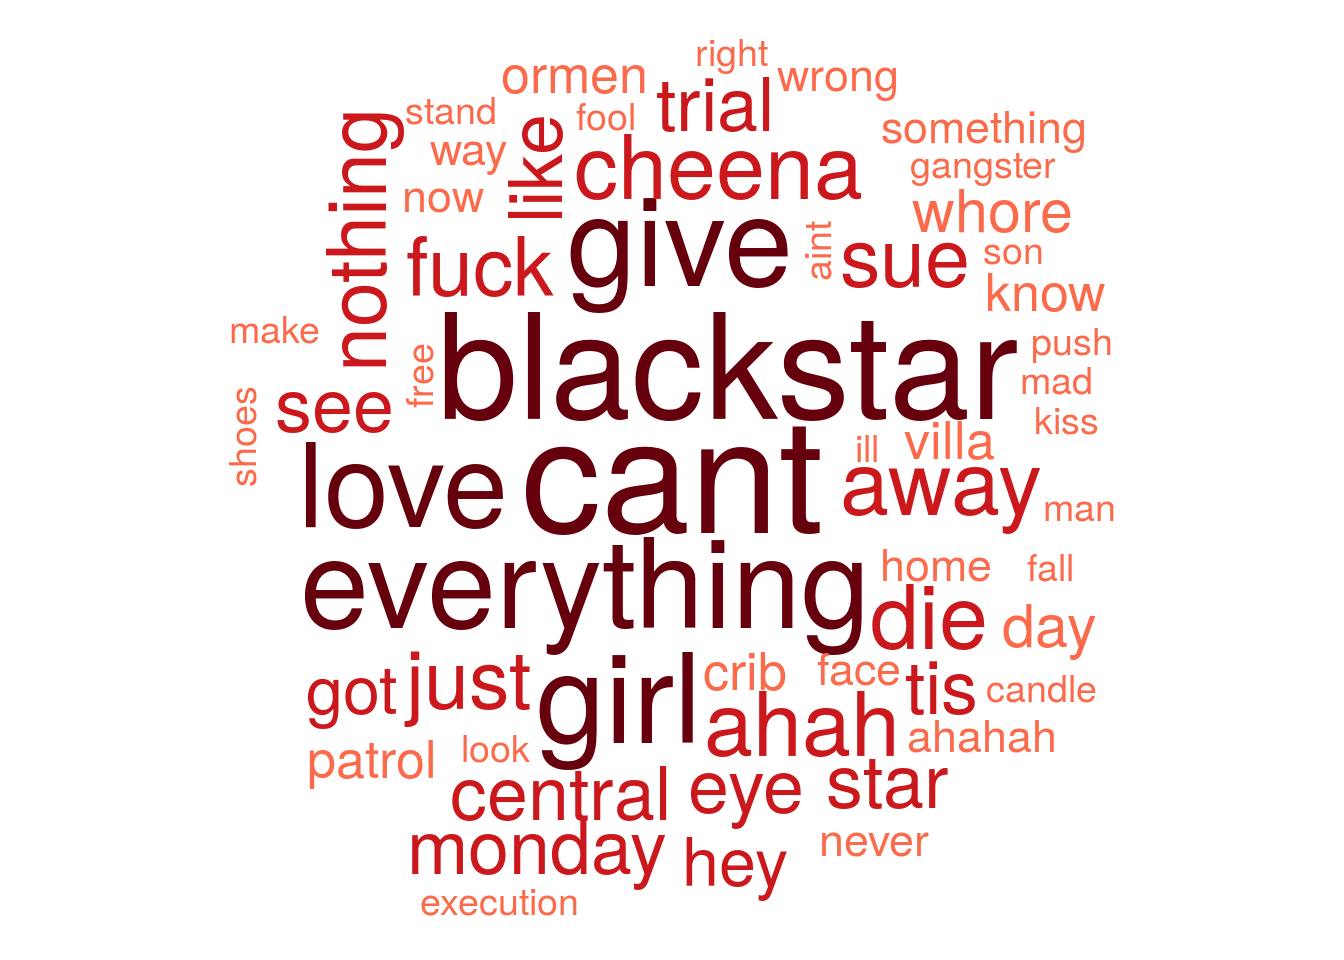 right
ormen
wrong
stand
fool
trial
something
way
like
cheena
gangster
nothing
now
whore
give
fuck
aint
sue
son
know
make
free
blackstar
push
mad
shoes
see
kiss
love
cant
ill
villa
away
man
everything
home
fall
die
day
got
just
girl
crib
face
tis
candle
patrol
look
ahah
ahahah
central
eye
star
monday
hey
never
execution